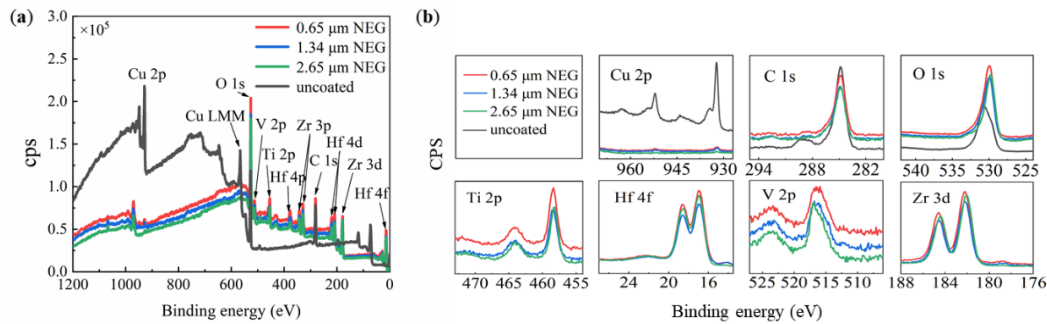 (a)
×10⁵
0.65 μm NEG
1.34 μm NEG
2.65 μm NEG
uncoated
3.0
2.5
2.0
1.5
1.0
0.5
0.0
cps
Cu 2p
O 1s
Cu LMM
V 2p
Ti 2p
Hf 4p
Zr 3p
C 1s
Hf 4d
Zr 3d
Hf 4f
1200 1000 800 600 400 200 0
Binding energy (eV)
(b)
0.65 μm NEG
1.34 μm NEG
2.65 μm NEG
uncoated
Cu 2p
960 940 930
C 1s
294 288 284 282
O 1s
540 535 530 525
CPS
Ti 2p
470 465 460 455
Hf 4f
26 20 16
V 2p
525 520 515 510
Zr 3d
188 184 180 176
Binding energy (eV)